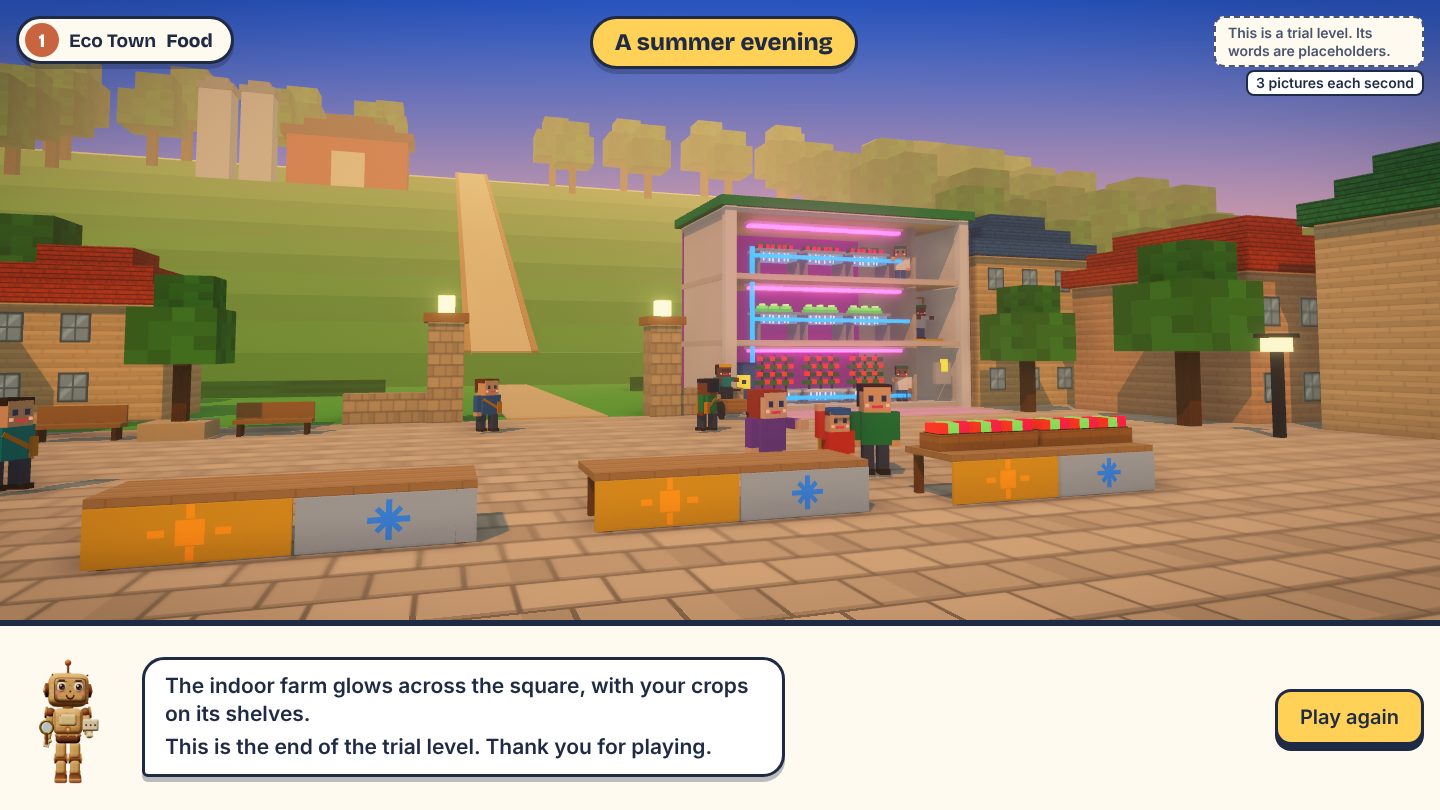 1 Eco Town Food
A summer evening
This is a trial level. Its
words are placeholders.
3 pictures each second
The indoor farm glows across the square, with your crops
on its shelves.
This is the end of the trial level. Thank you for playing.
Play again